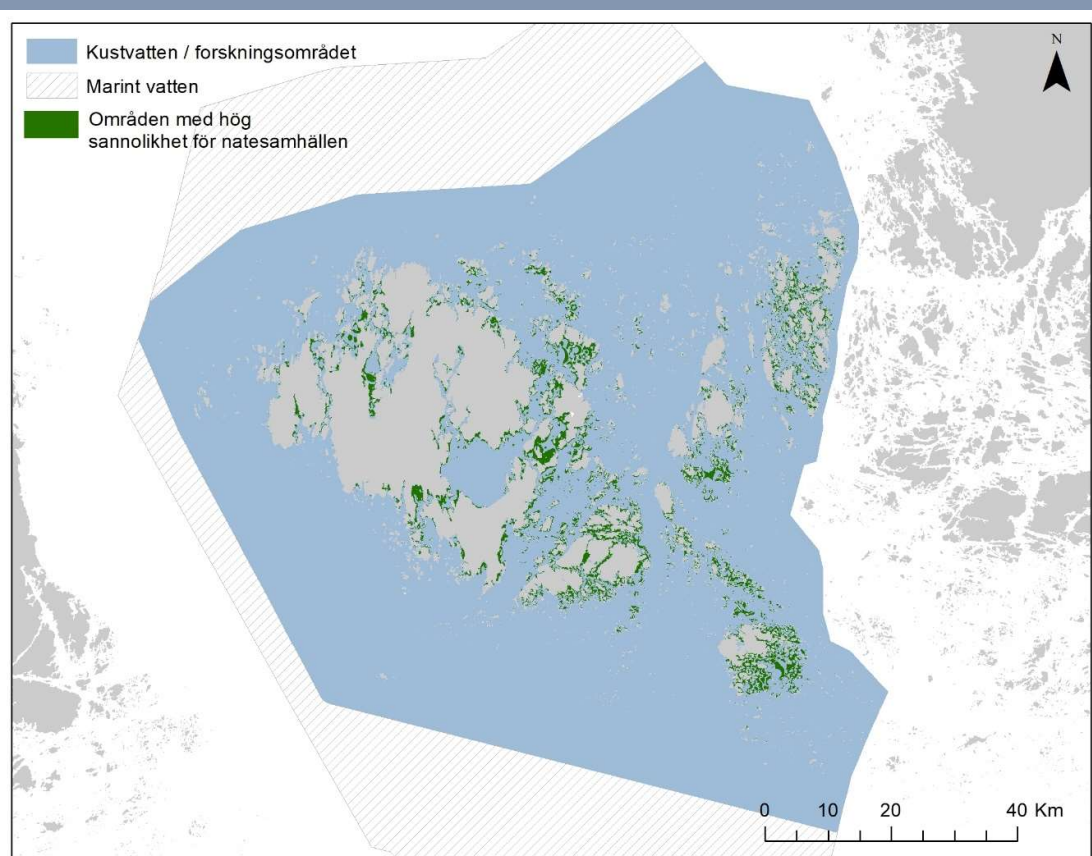 Kustvatten / forskningsområdet
Marint vatten
Områden med hög
sannolikhet för natesamhällen
N
0 10 20 40 Km